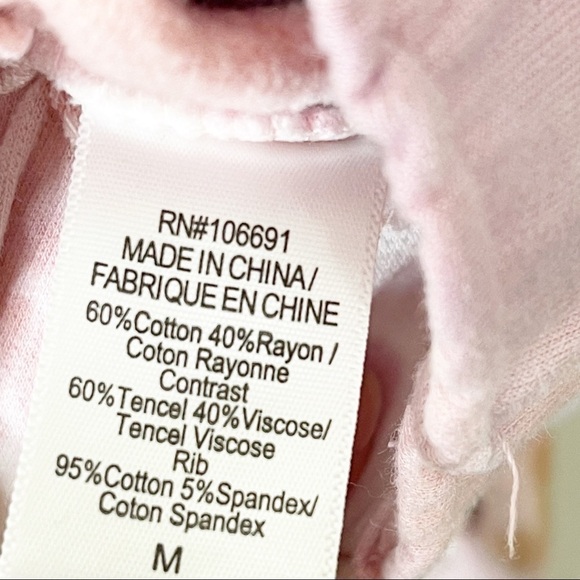 RN#106691
MADE IN CHINA/
FABRIQUE EN CHINE
60%Cotton 40%Rayon /
Coton Rayonne
Contrast
60%Tencel 40%Viscose/
Tencel Viscose
Rib
95%Cotton 5%Spandex/
Coton Spandex
M